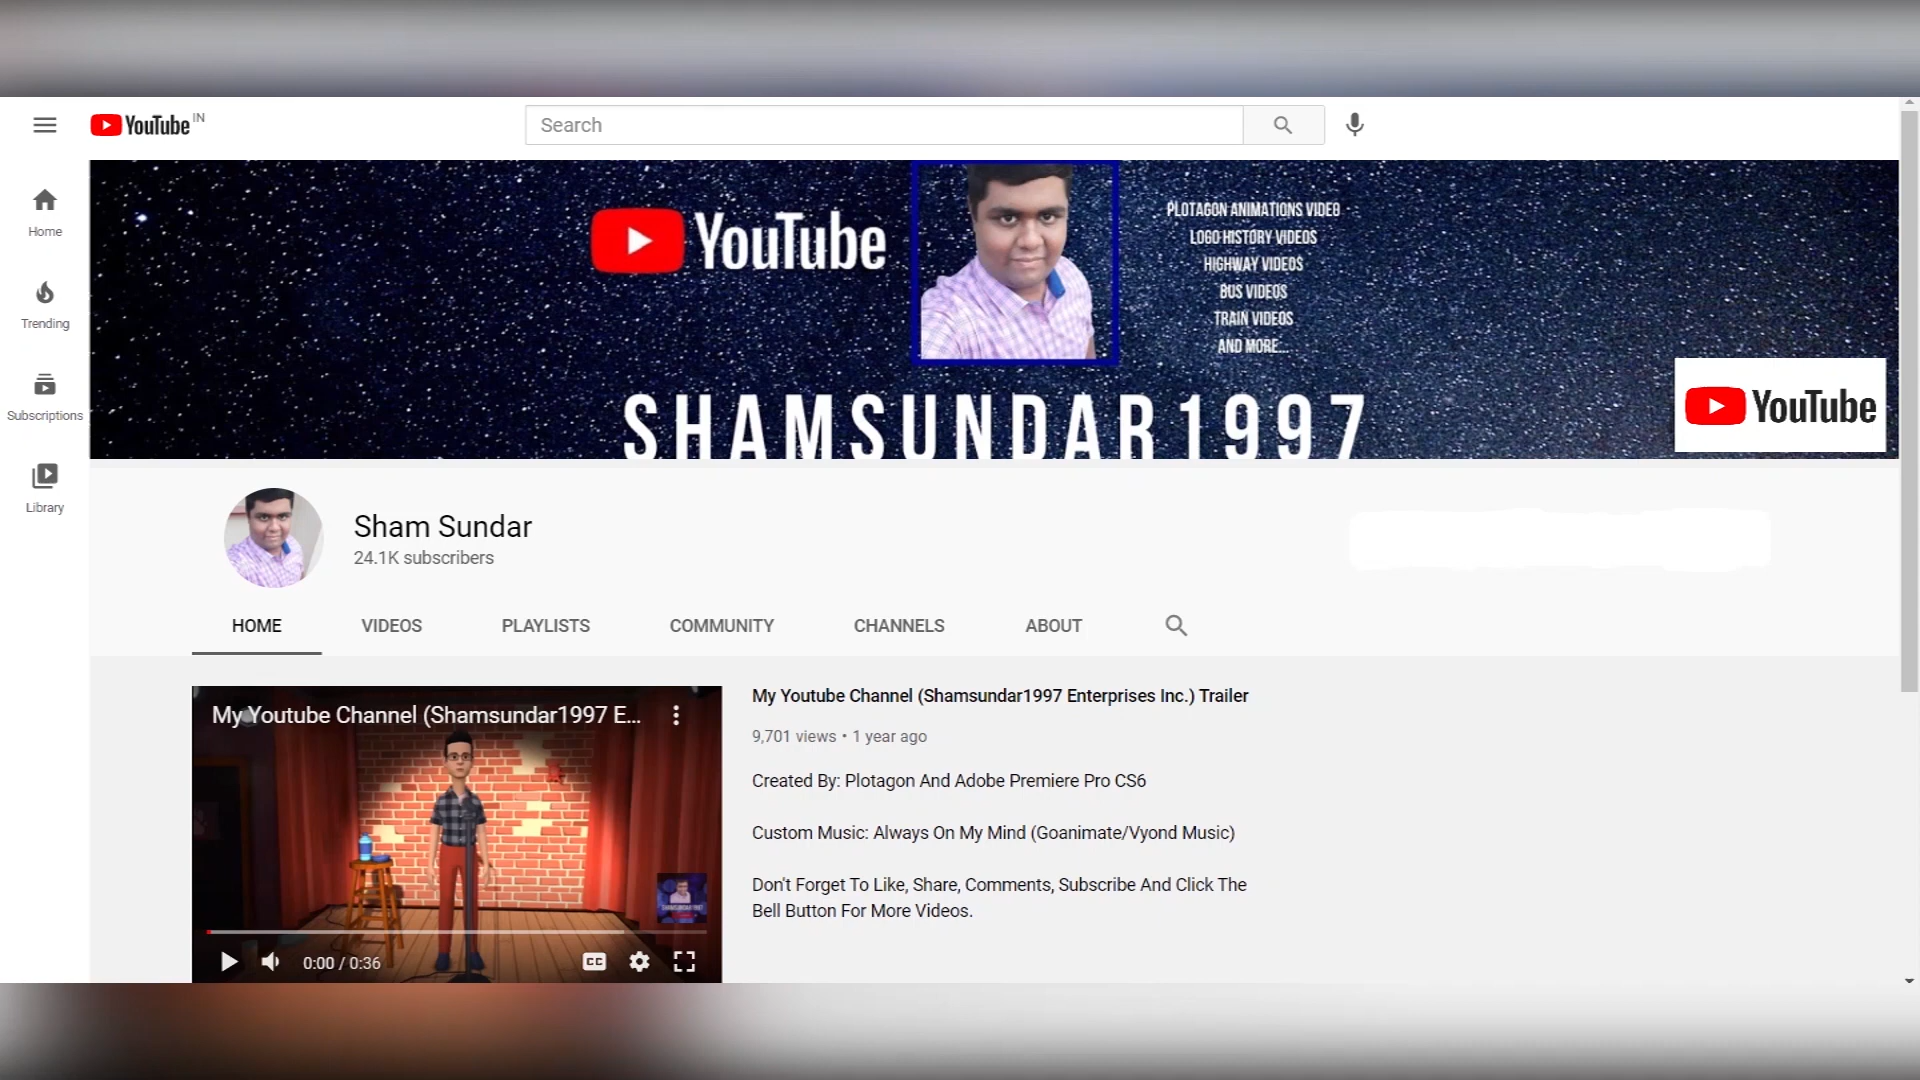 YouTube IN
Search
Home
Trending
Subscriptions
Library
YouTube
PLOTAGON ANIMATIONS VIDEO
LOGO HISTORY VIDEOS
HIGHWAY VIDEOS
BUS VIDEOS
TRAIN VIDEOS
AND MORE...
SHAMSUNDAR1997
YouTube
Sham Sundar
24.1K subscribers
HOME VIDEOS PLAYLISTS COMMUNITY CHANNELS ABOUT
My Youtube Channel (Shamsundar1997 E...
SHAMSUNDAR1997
CC
0:00 / 0:36
My Youtube Channel (Shamsundar1997 Enterprises Inc.) Trailer
9,701 views • 1 year ago
Created By: Plotagon And Adobe Premiere Pro CS6
Custom Music: Always On My Mind (Goanimate/Vyond Music)
Don't Forget To Like, Share, Comments, Subscribe And Click The
Bell Button For More Videos.